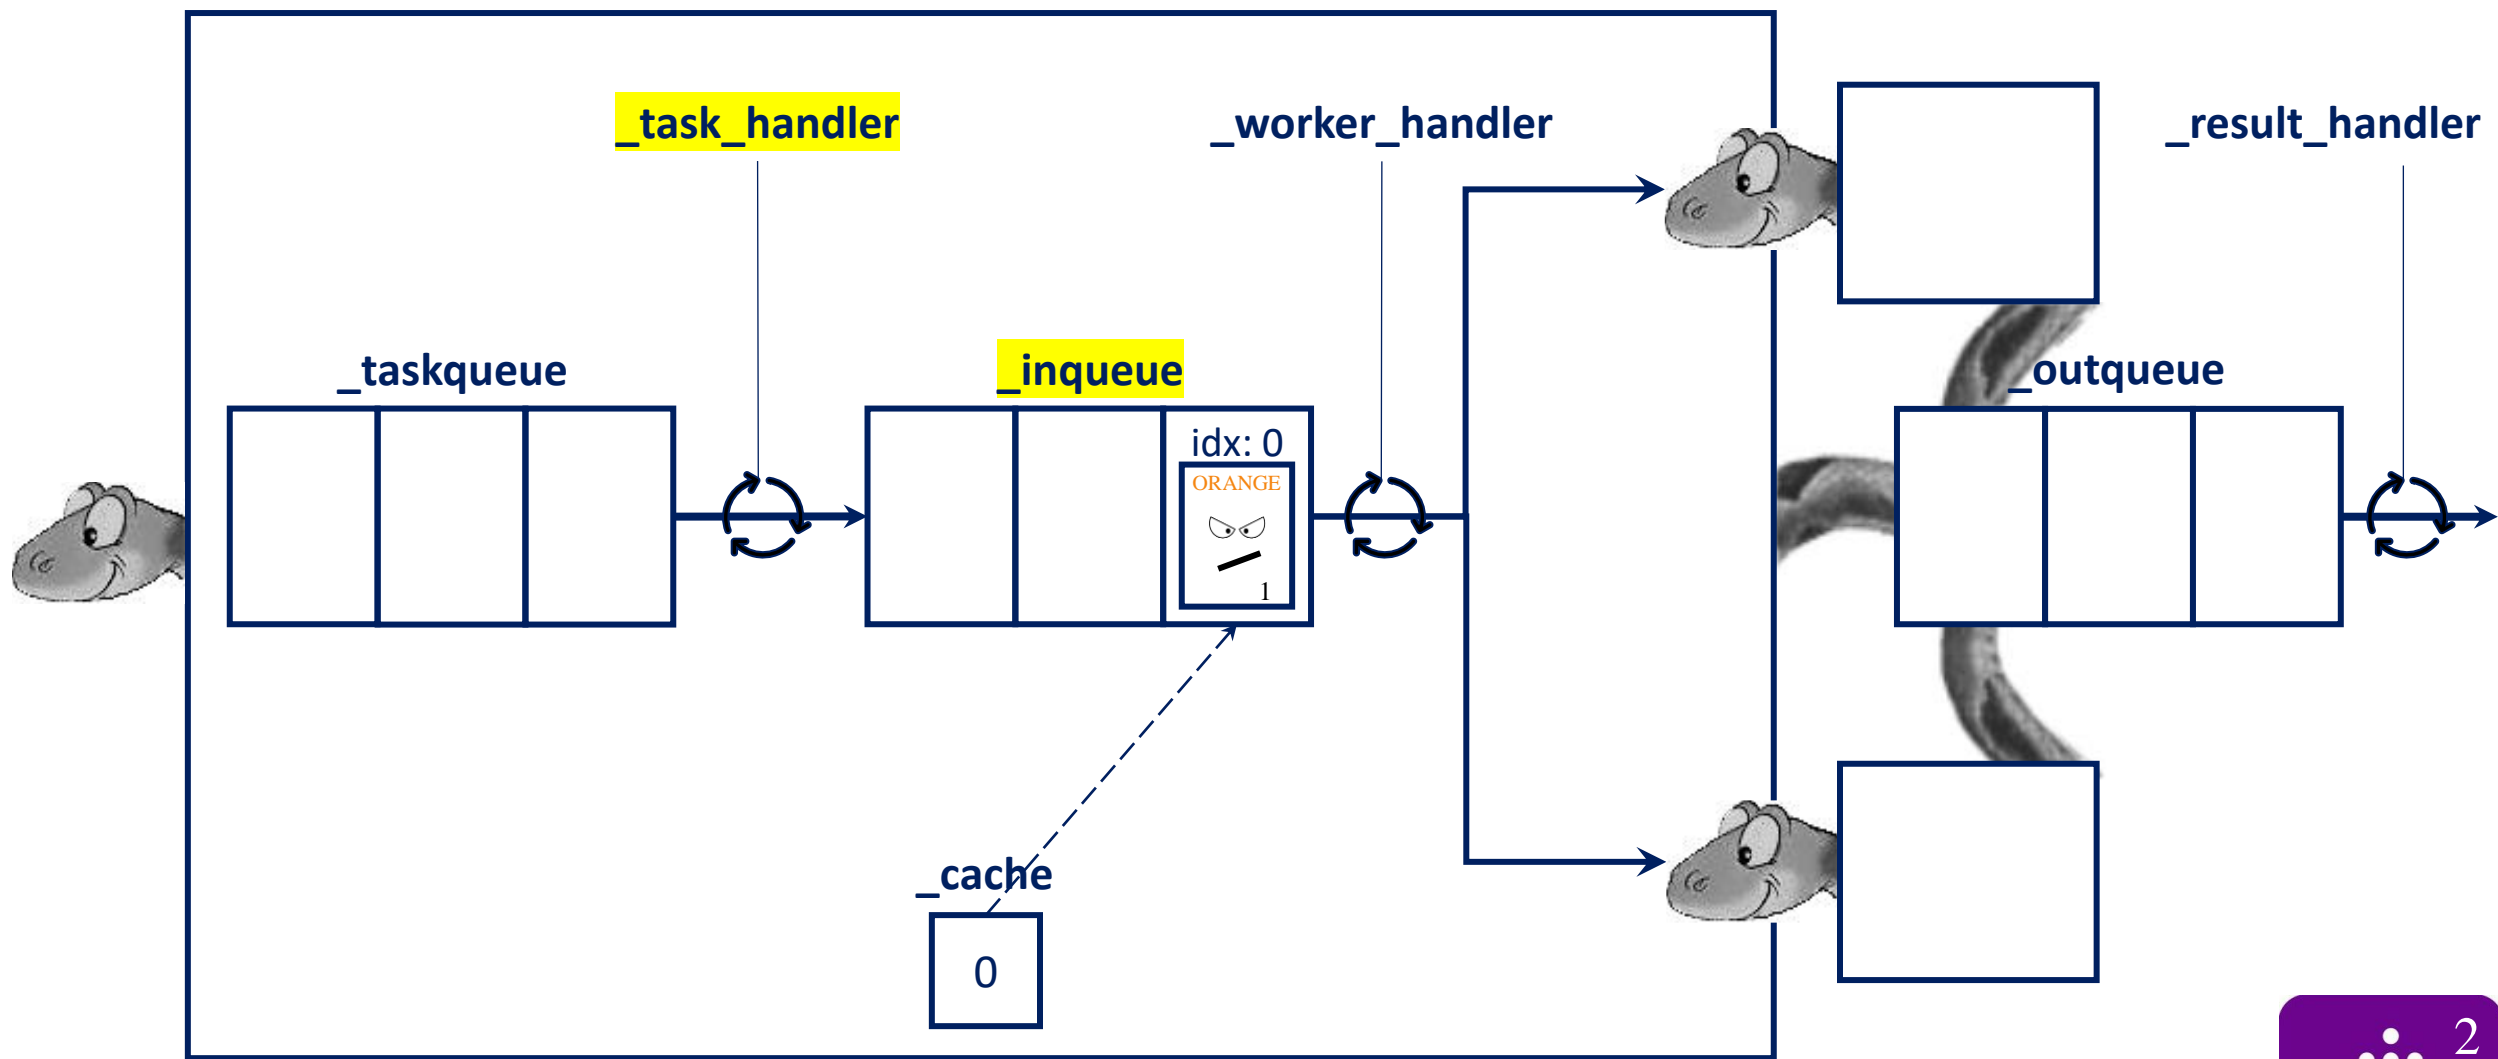 _task_handler
_worker_handler
_result_handler
_taskqueue
_inqueue
_outqueue
idx: 0
ORANGE
1
_cache
0
2